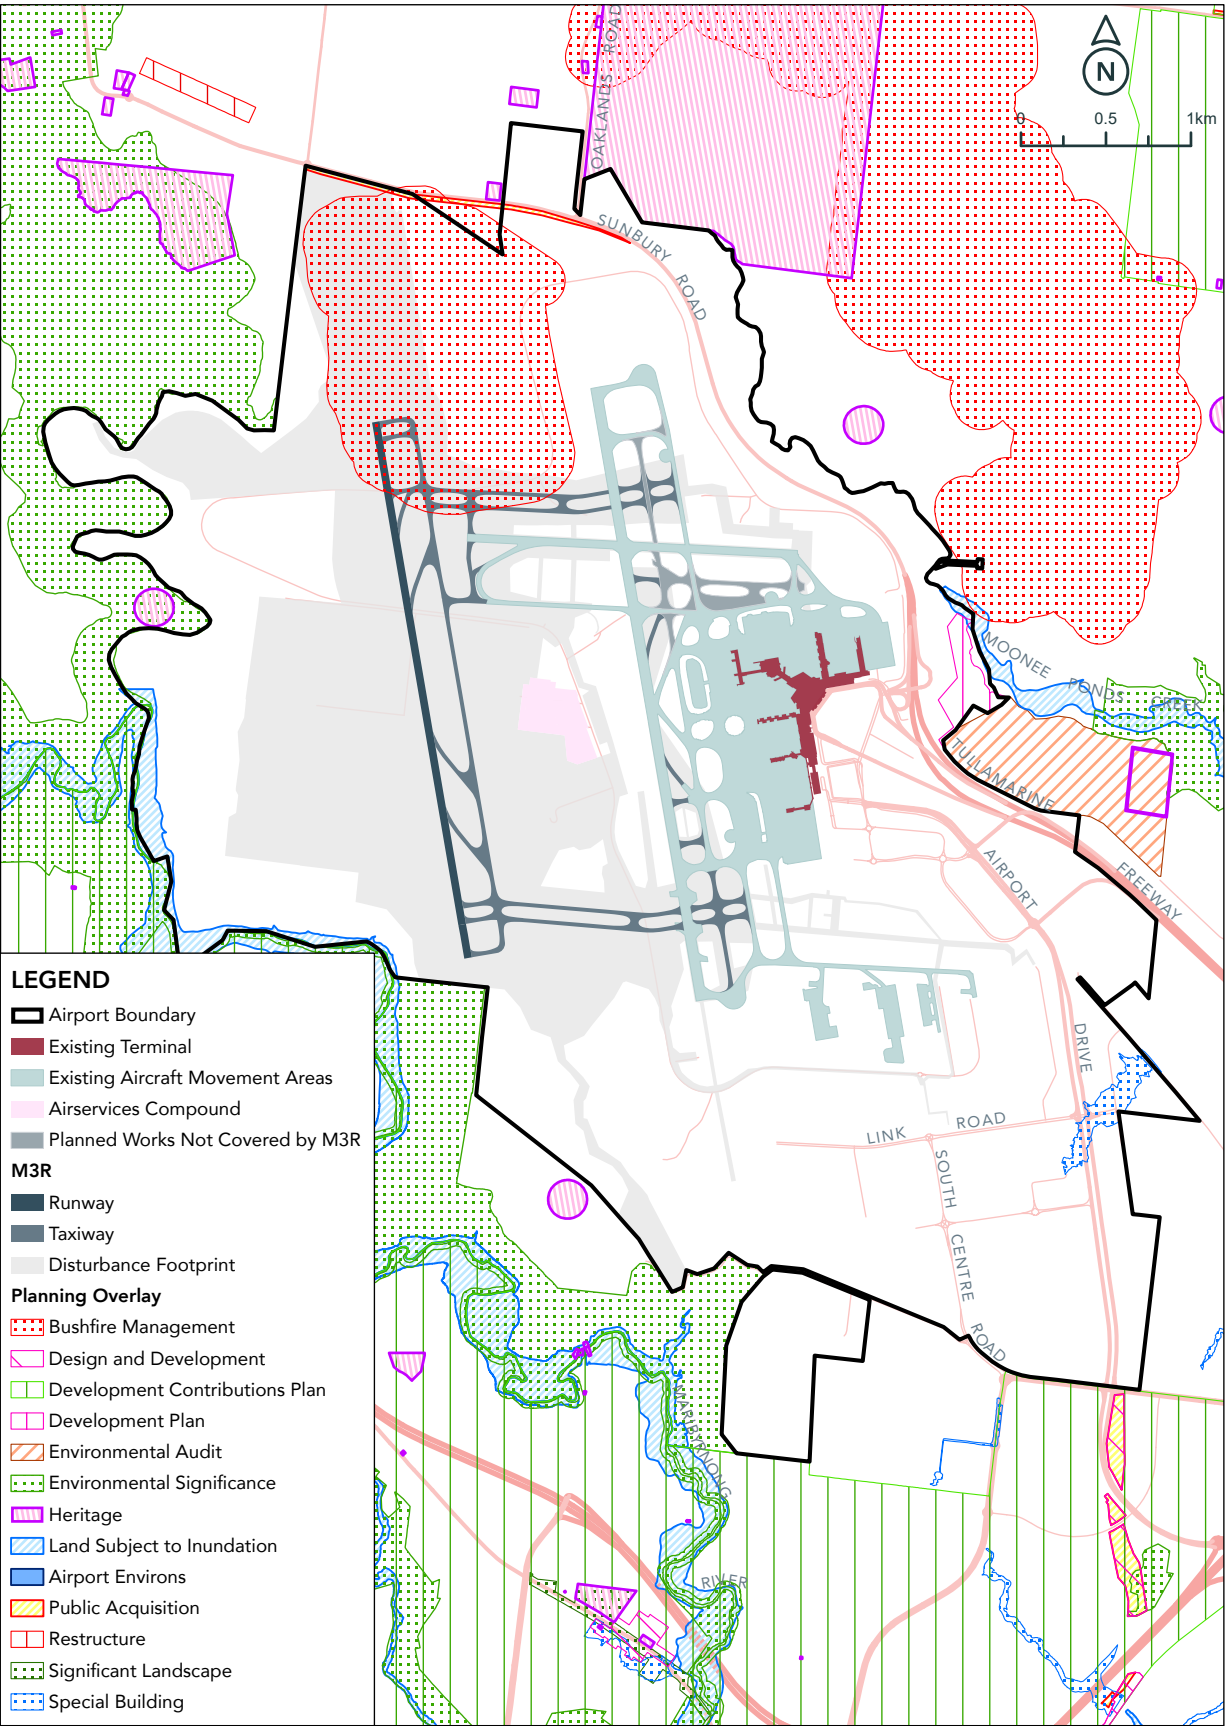 OAKLANDS ROAD
N
0 0.5 1km
SUNBURY ROAD
MOONEE PONDS CREEK
TULLAMARINE FREEWAY
AIRPORT DRIVE
LINK ROAD
SOUTH CENTRE ROAD
MARIBYRNONG RIVER
LEGEND
Airport Boundary
Existing Terminal
Existing Aircraft Movement Areas
Airservices Compound
Planned Works Not Covered by M3R
M3R
Runway
Taxiway
Disturbance Footprint
Planning Overlay
Bushfire Management
Design and Development
Development Contributions Plan
Development Plan
Environmental Audit
Environmental Significance
Heritage
Land Subject to Inundation
Airport Environs
Public Acquisition
Restructure
Significant Landscape
Special Building